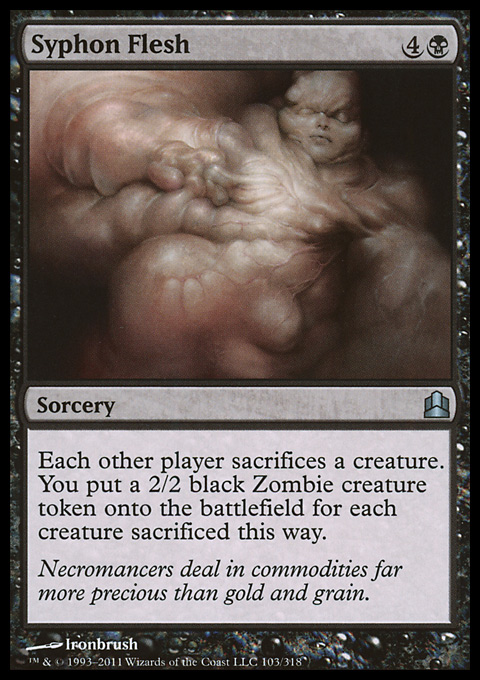 Syphon Flesh 4
Sorcery
Each other player sacrifices a creature.
You put a 2/2 black Zombie creature
token onto the battlefield for each
creature sacrificed this way.
Necromancers deal in commodities far
more precious than gold and grain.
Ironbrush
™ & © 1993–2011 Wizards of the Coast LLC 103/318